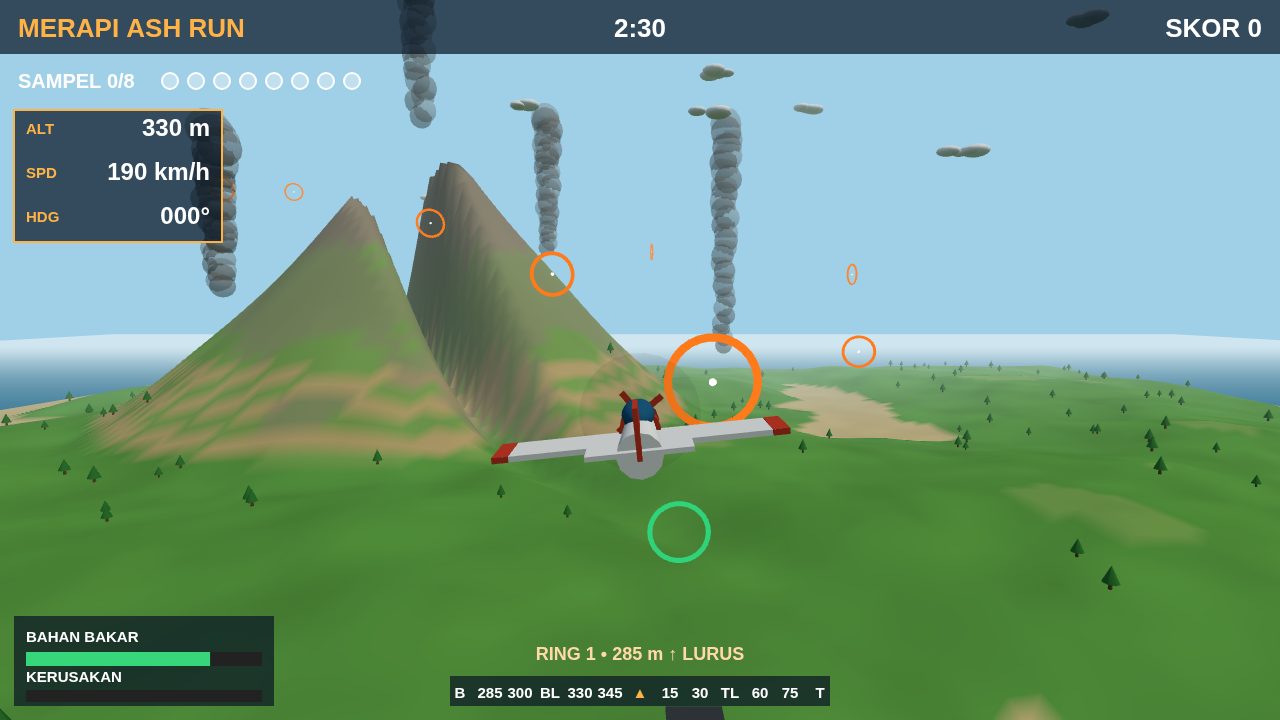 MERAPI ASH RUN
2:30
SKOR 0
SAMPEL 0/8
ALT 330 m
SPD 190 km/h
HDG 000°
BAHAN BAKAR
KERUSAKAN
RING 1 • 285 m ↑ LURUS
B 285 300 BL 330 345 ▲ 15 30 TL 60 75 T